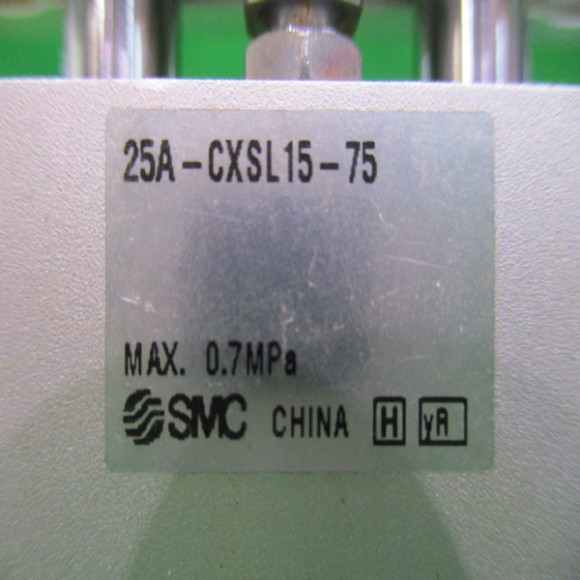 25A-CXSL15-75
MAX. 0.7MPa
SMC CHINA H yR